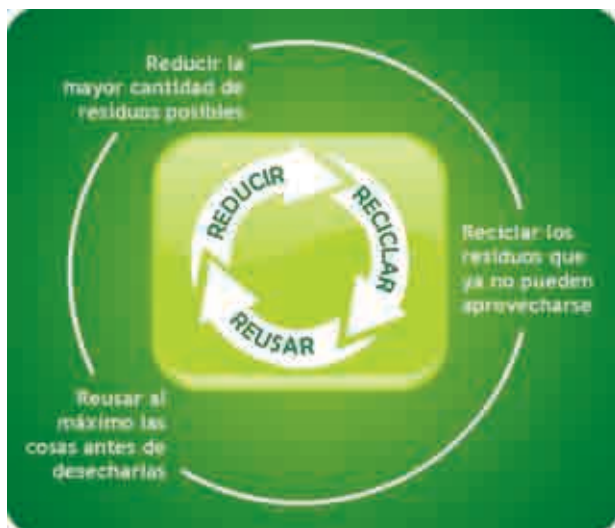 Reducir la
mayor cantidad de
residuos posibles
REDUCIR
RECICLAR
REUSAR
Reciclar los
residuos que
ya no pueden
aprovecharse
Reusar al
máximo las
cosas antes de
desecharlas